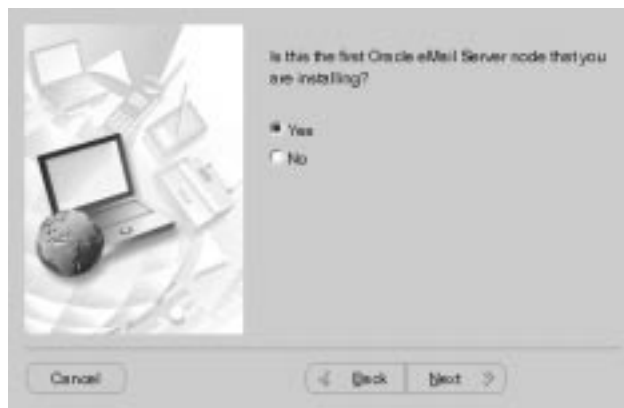 Is this the first Oracle eMail Server node that you
are installing?
Yes
No
Cancel
Back
Next